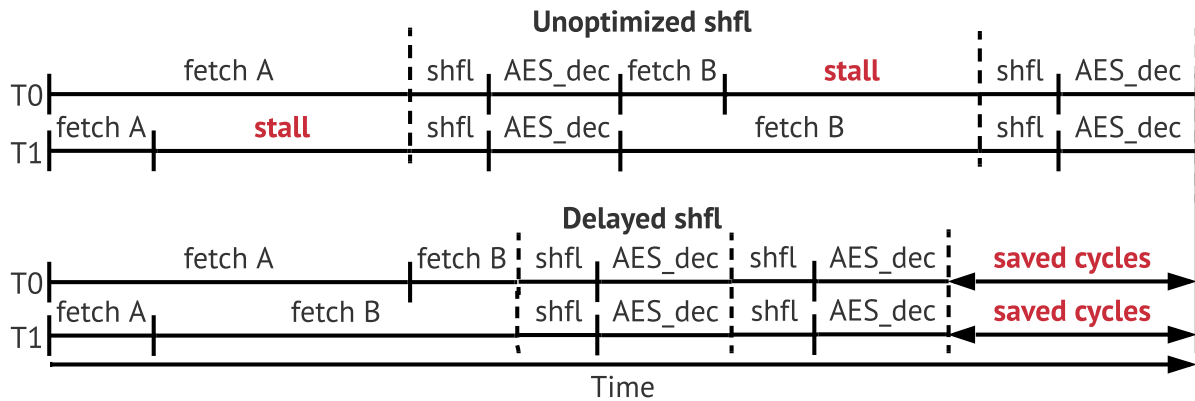 Unoptimized shfl
fetch A shfl AES_dec fetch B stall shfl AES_dec
T0
fetch A stall shfl AES_dec fetch B shfl AES_dec
T1
Delayed shfl
fetch A fetch B shfl AES_dec shfl AES_dec saved cycles
T0
fetch A fetch B shfl AES_dec shfl AES_dec saved cycles
T1
Time